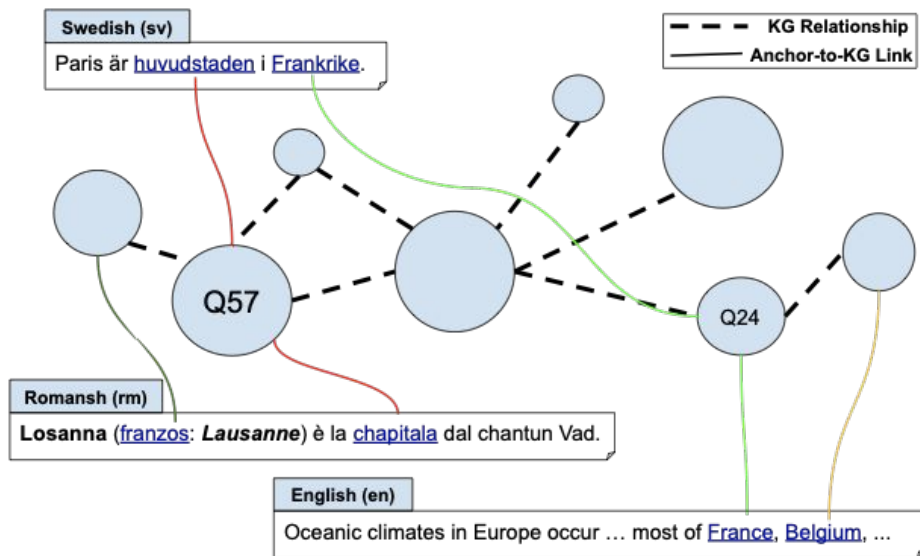 Swedish (sv)
Paris är huvudstaden i Frankrike.
KG Relationship
Anchor-to-KG Link
Q57
Q24
Romansh (rm)
Losanna (franzos: Lausanne) è la chapitala dal chantun Vad.
English (en)
Oceanic climates in Europe occur … most of France, Belgium, ...